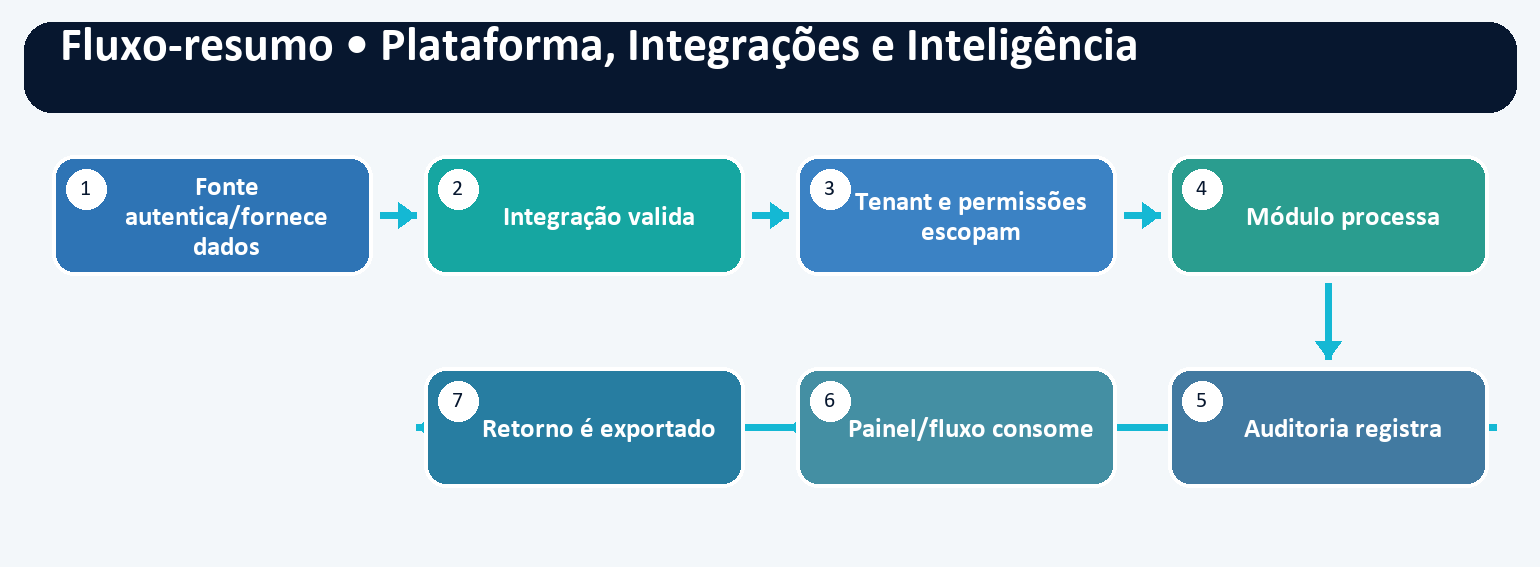 Fluxo-resumo • Plataforma, Integrações e Inteligência
1
Fonte
autentica/fornece
dados
2
Integração valida
3
Tenant e permissões
escopam
4
Módulo processa
7
Retorno é exportado
6
Painel/fluxo consome
5
Auditoria registra